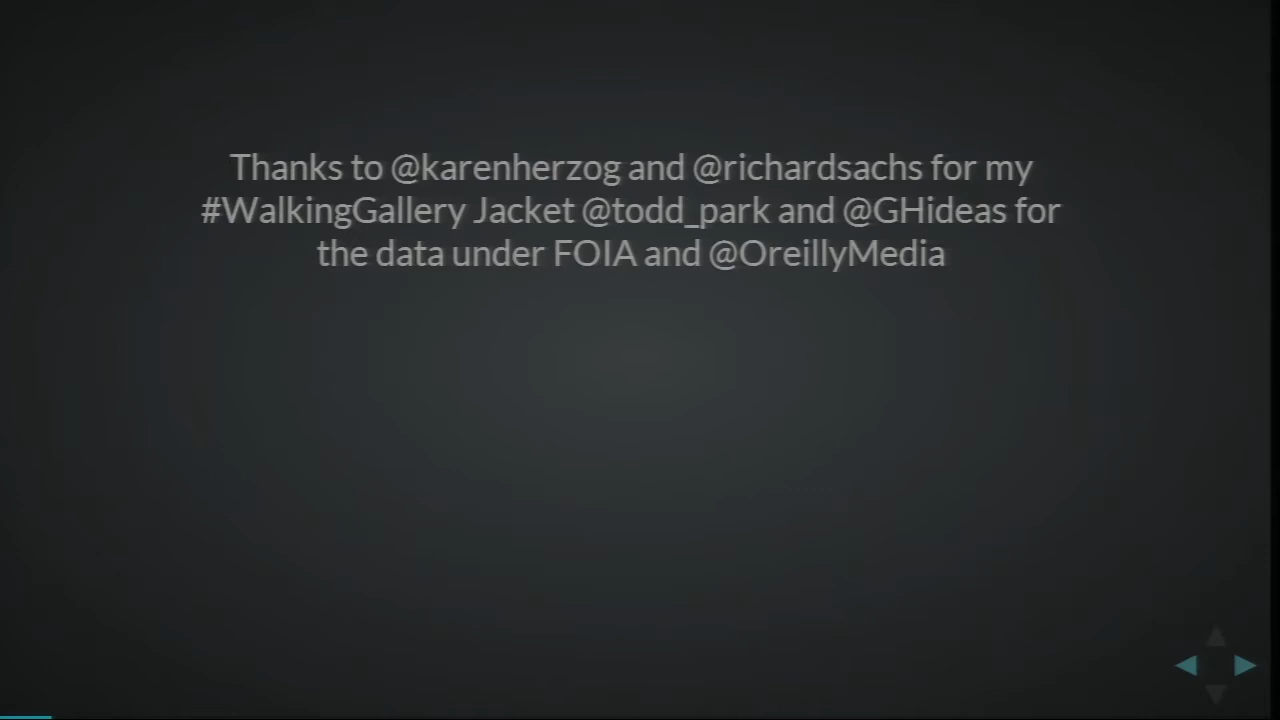 Thanks to @karenherzog and @richardsachs for my
#WalkingGallery Jacket @todd_park and @GHideas for
the data under FOIA and @OreillyMedia